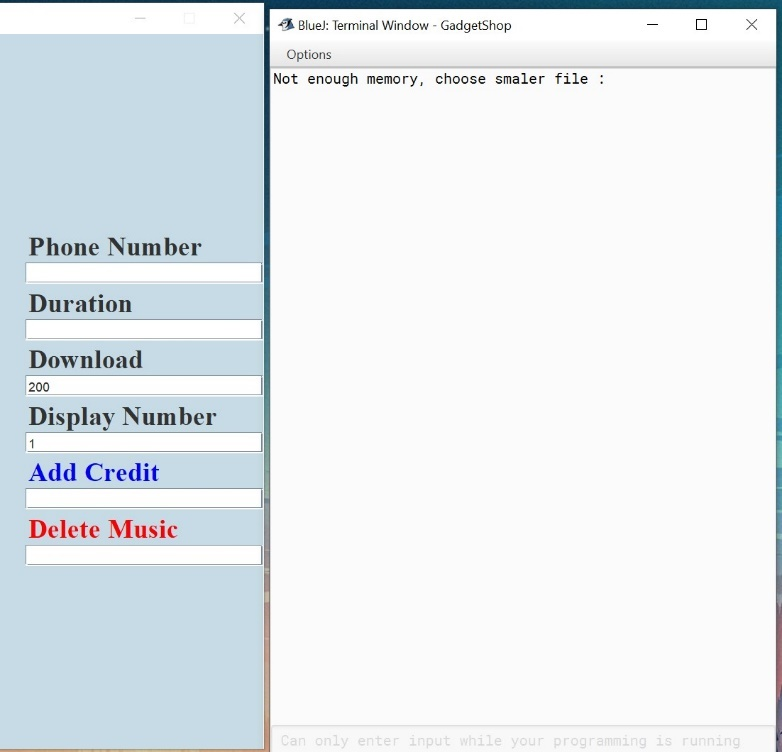 BlueJ: Terminal Window - GadgetShop
Options
Not enough memory, choose smaler file :
Phone Number
Duration
Download
200
Display Number
1
Add Credit
Delete Music
Can only enter input while your programming is running